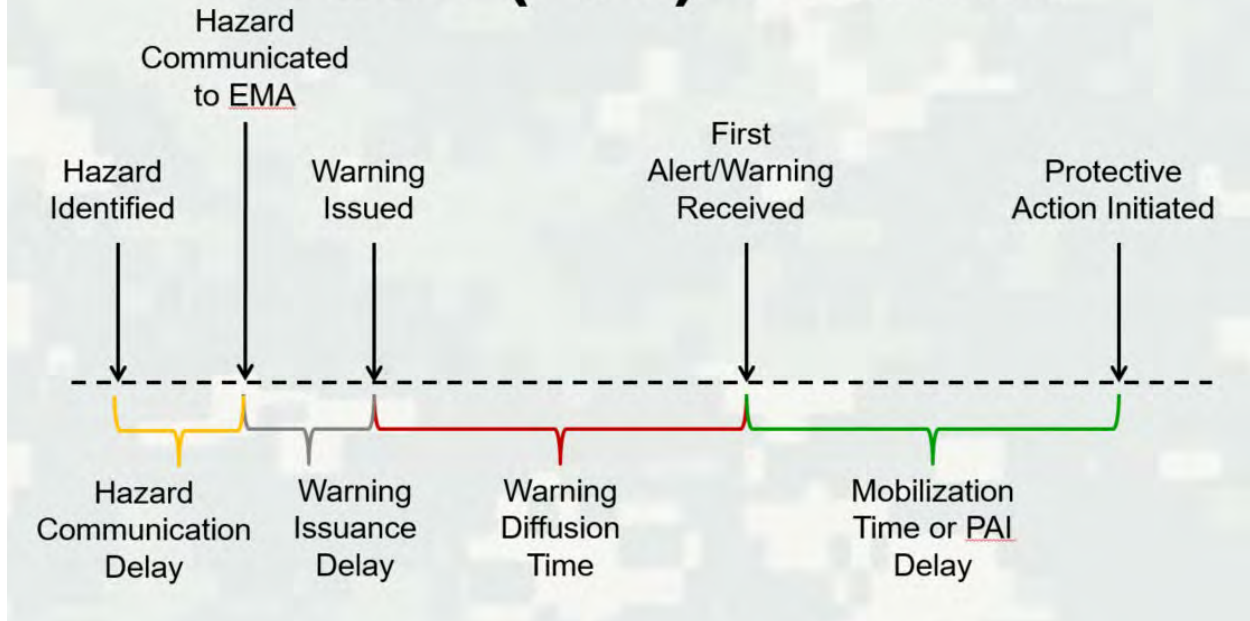 Hazard
Communicated
to EMA
Hazard
Identified
Warning
Issued
First
Alert/Warning
Received
Protective
Action Initiated
Hazard
Communication
Delay
Warning
Issuance
Delay
Warning
Diffusion
Time
Mobilization
Time or PAI
Delay